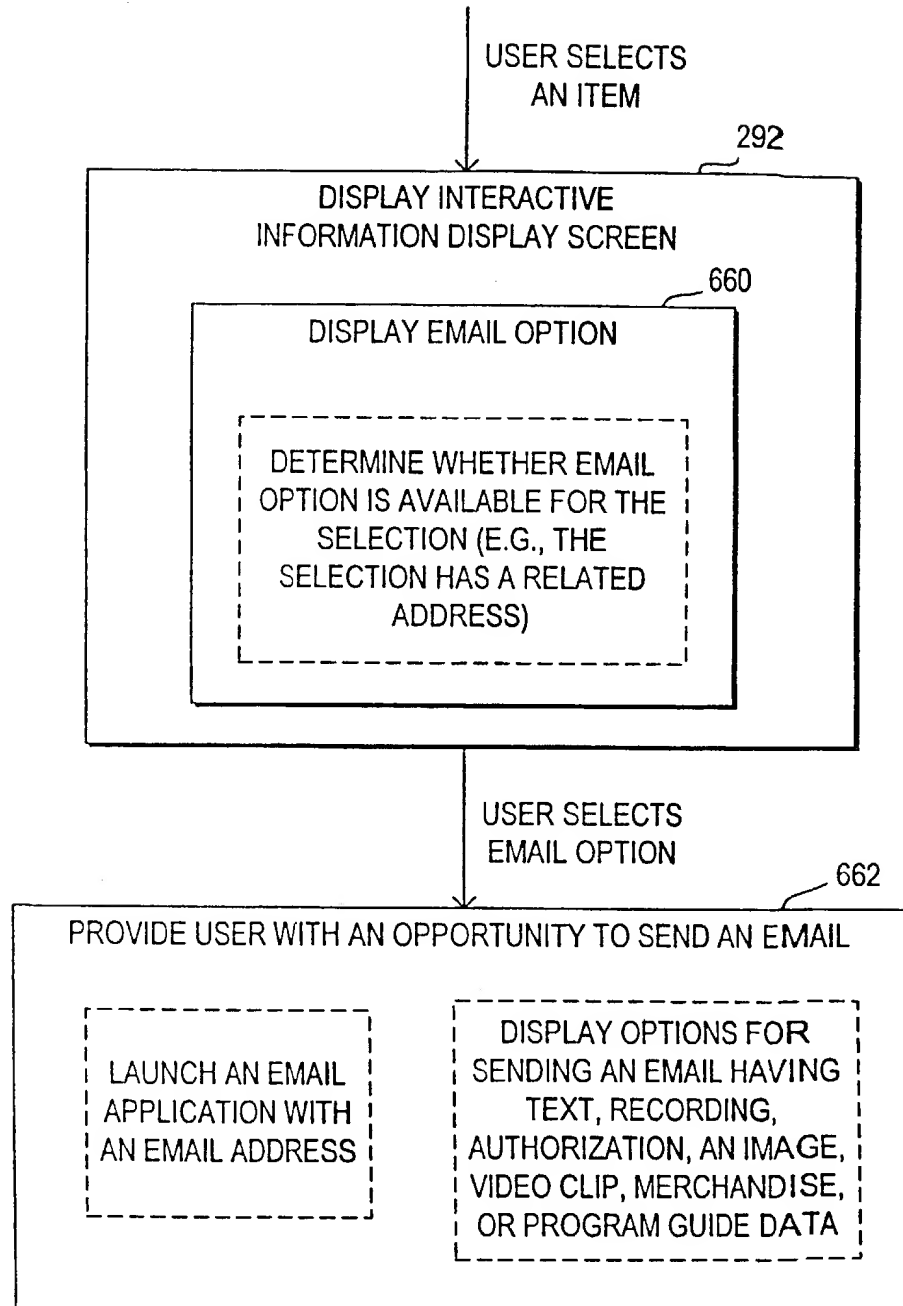 USER SELECTS
AN ITEM
292
DISPLAY INTERACTIVE
INFORMATION DISPLAY SCREEN
660
DISPLAY EMAIL OPTION
DETERMINE WHETHER EMAIL
OPTION IS AVAILABLE FOR THE
SELECTION (E.G., THE
SELECTION HAS A RELATED
ADDRESS)
USER SELECTS
EMAIL OPTION
662
PROVIDE USER WITH AN OPPORTUNITY TO SEND AN EMAIL
LAUNCH AN EMAIL
APPLICATION WITH
AN EMAIL ADDRESS
DISPLAY OPTIONS FOR
SENDING AN EMAIL HAVING
TEXT, RECORDING,
AUTHORIZATION, AN IMAGE,
VIDEO CLIP, MERCHANDISE,
OR PROGRAM GUIDE DATA